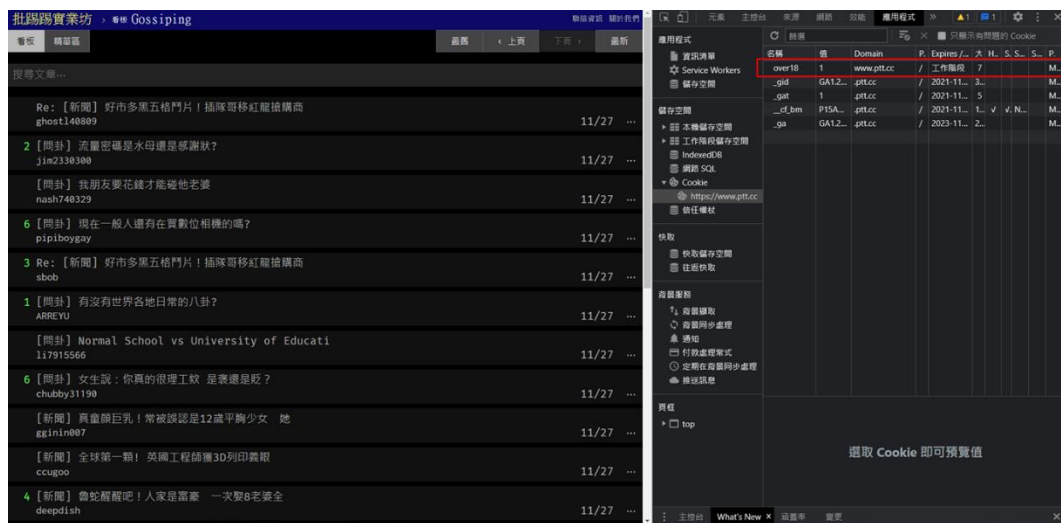 批踢踢實業坊 › 看板 Gossiping
聯絡資訊 關於我們
看板 精華區
最舊 ‹ 上頁 下頁 › 最新
搜尋文章...
Re: [新聞] 好市多黑五格鬥片！插隊哥移紅龍搶購商
ghost140809
11/27 ...
2 [問卦] 流量密碼是水母還是感謝狀?
jim2330300
11/27 ...
[問卦] 我朋友要花錢才能碰他老婆
nash740329
11/27 ...
6 [問卦] 現在一般人還有在買數位相機的嗎?
pipiboygay
11/27 ...
3 Re: [新聞] 好市多黑五格鬥片！插隊哥移紅龍搶購商
sbob
11/27 ...
1 [問卦] 有沒有世界各地日常的八卦?
ARREYU
11/27 ...
[問卦] Normal School vs University of Educati
li7915566
11/27 ...
6 [問卦] 女生說：你真的很理工欸 是褒還是貶？
chubby31190
11/27 ...
[新聞] 真童顏巨乳！常被誤認是12歲平胸少女 她
gginin007
11/27 ...
[新聞] 全球第一顆! 英國工程師獲3D列印義眼
ccugoo
11/27 ...
4 [新聞] 魯蛇醒醒吧！人家是富豪 一次娶8老婆全
deepdish
11/27 ...
元素 主控台 來源 網路 效能 應用程式 » 1 1
應用程式
資訊清單
Service Workers
儲存空間
儲存空間
本機儲存空間
工作階段儲存空間
IndexedDB
網路 SQL
Cookie
https://www.ptt.cc
信任權杖
快取
快取儲存空間
往返快取
背景服務
背景擷取
背景同步處理
通知
付款處理常式
定期在背景同步處理
推送訊息
頁框
top
篩選 只顯示有問題的 Cookie
名稱 值 Domain P. Expires /... 大 H.. S. S... S... P.
over18 1 www.ptt.cc / 工作階段 7 M...
_gid GA1.2... .ptt.cc / 2021-11... 3... M...
_gat 1 .ptt.cc / 2021-11... 5 M...
__cf_bm P15A... .ptt.cc / 2021-11... 1... ✓ ✓. N... M...
_ga GA1.2... .ptt.cc / 2023-11... 2... M...
選取 Cookie 即可預覽值
主控台 What's New × 涵蓋率 變更